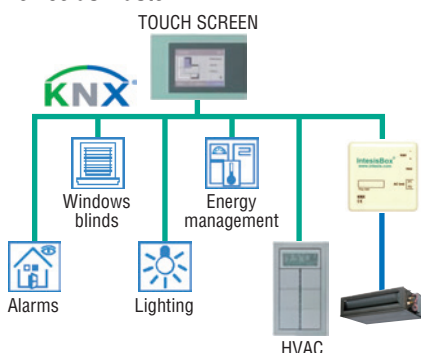 TOUCH SCREEN
KNX
IntesisBox
Windows
blinds
Energy
management
Alarms
Lighting
HVAC